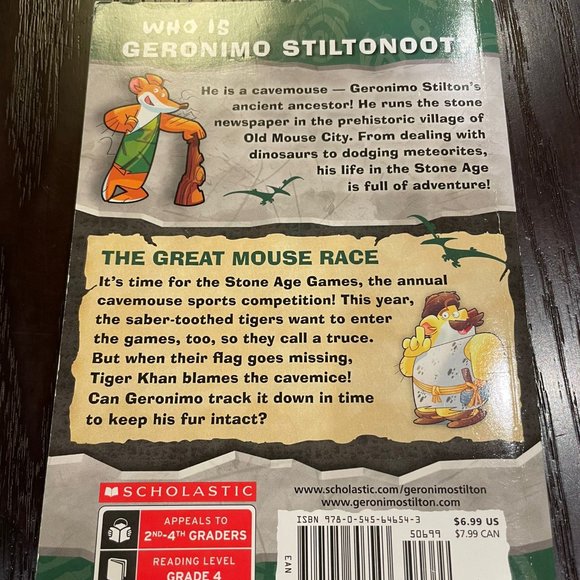 WHO IS
GERONIMO STILTONOOT
He is a cavemouse — Geronimo Stilton's
ancient ancestor! He runs the stone
newspaper in the prehistoric village of
Old Mouse City. From dealing with
dinosaurs to dodging meteorites,
his life in the Stone Age
is full of adventure!
THE GREAT MOUSE RACE
It's time for the Stone Age Games, the annual
cavemouse sports competition! This year,
the saber-toothed tigers want to enter
the games, too, so they call a truce.
But when their flag goes missing,
Tiger Khan blames the cavemice!
Can Geronimo track it down in time
to keep his fur intact?
SCHOLASTIC
APPEALS TO
2ND–4TH GRADERS
READING LEVEL
GRADE 4
www.scholastic.com/geronimostilton
www.geronimostilton.com
ISBN 978-0-545-64654-3
50699
EAN
$6.99 US
$7.99 CAN